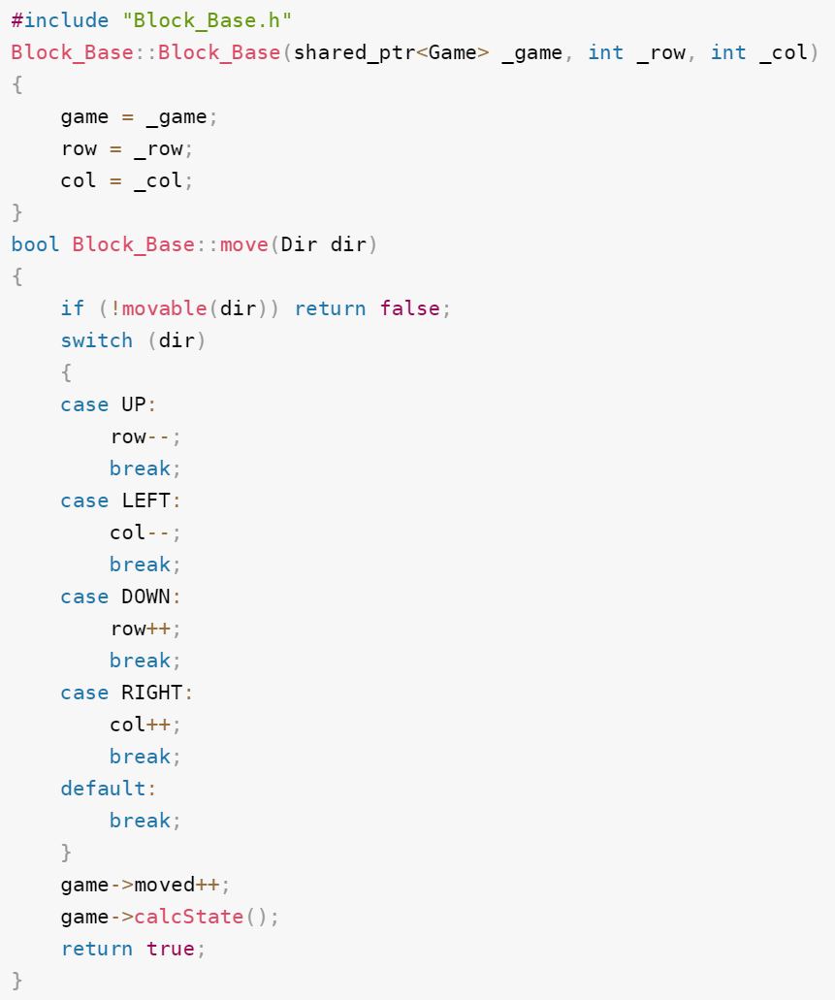 #include "Block_Base.h"
Block_Base::Block_Base(shared_ptr<Game> _game, int _row, int _col)
{
    game = _game;
    row = _row;
    col = _col;
}
bool Block_Base::move(Dir dir)
{
    if (!movable(dir)) return false;
    switch (dir)
    {
    case UP:
        row--;
        break;
    case LEFT:
        col--;
        break;
    case DOWN:
        row++;
        break;
    case RIGHT:
        col++;
        break;
    default:
        break;
    }
    game->moved++;
    game->calcState();
    return true;
}